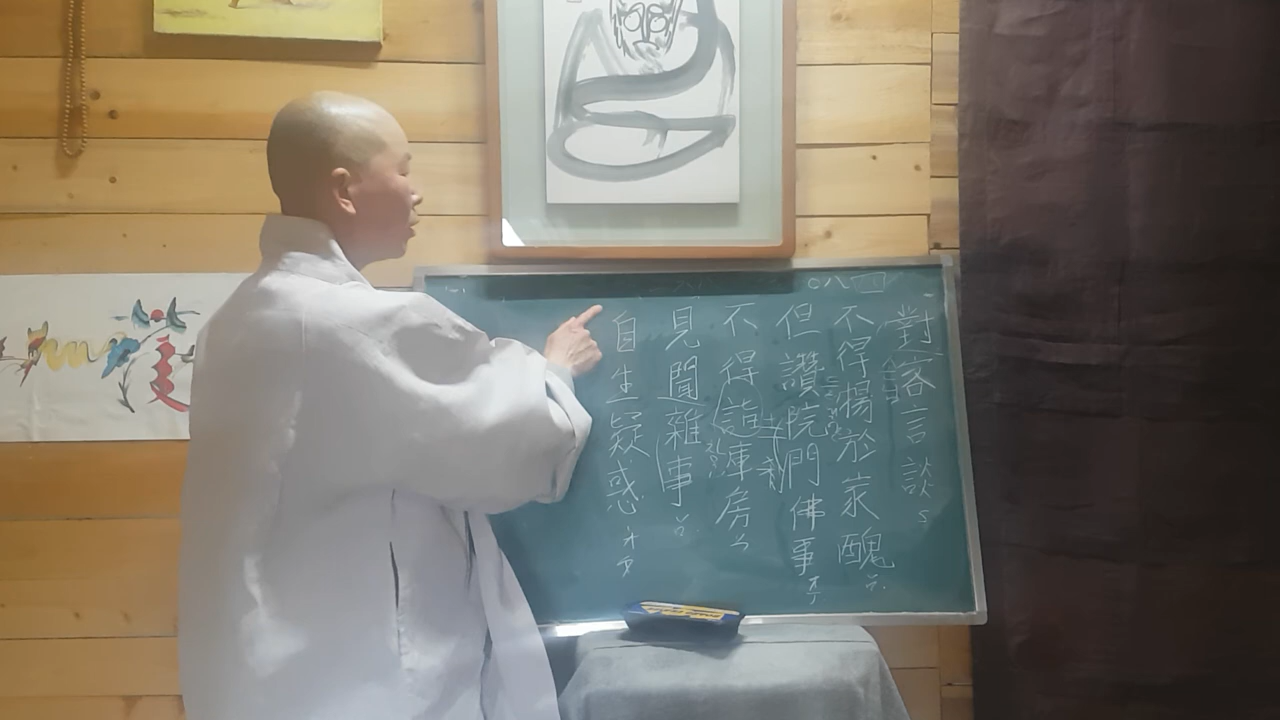 對客言談
不得揚於家醜
但讚院門佛事
不得詣庫房
見聞雜事
自生疑惑